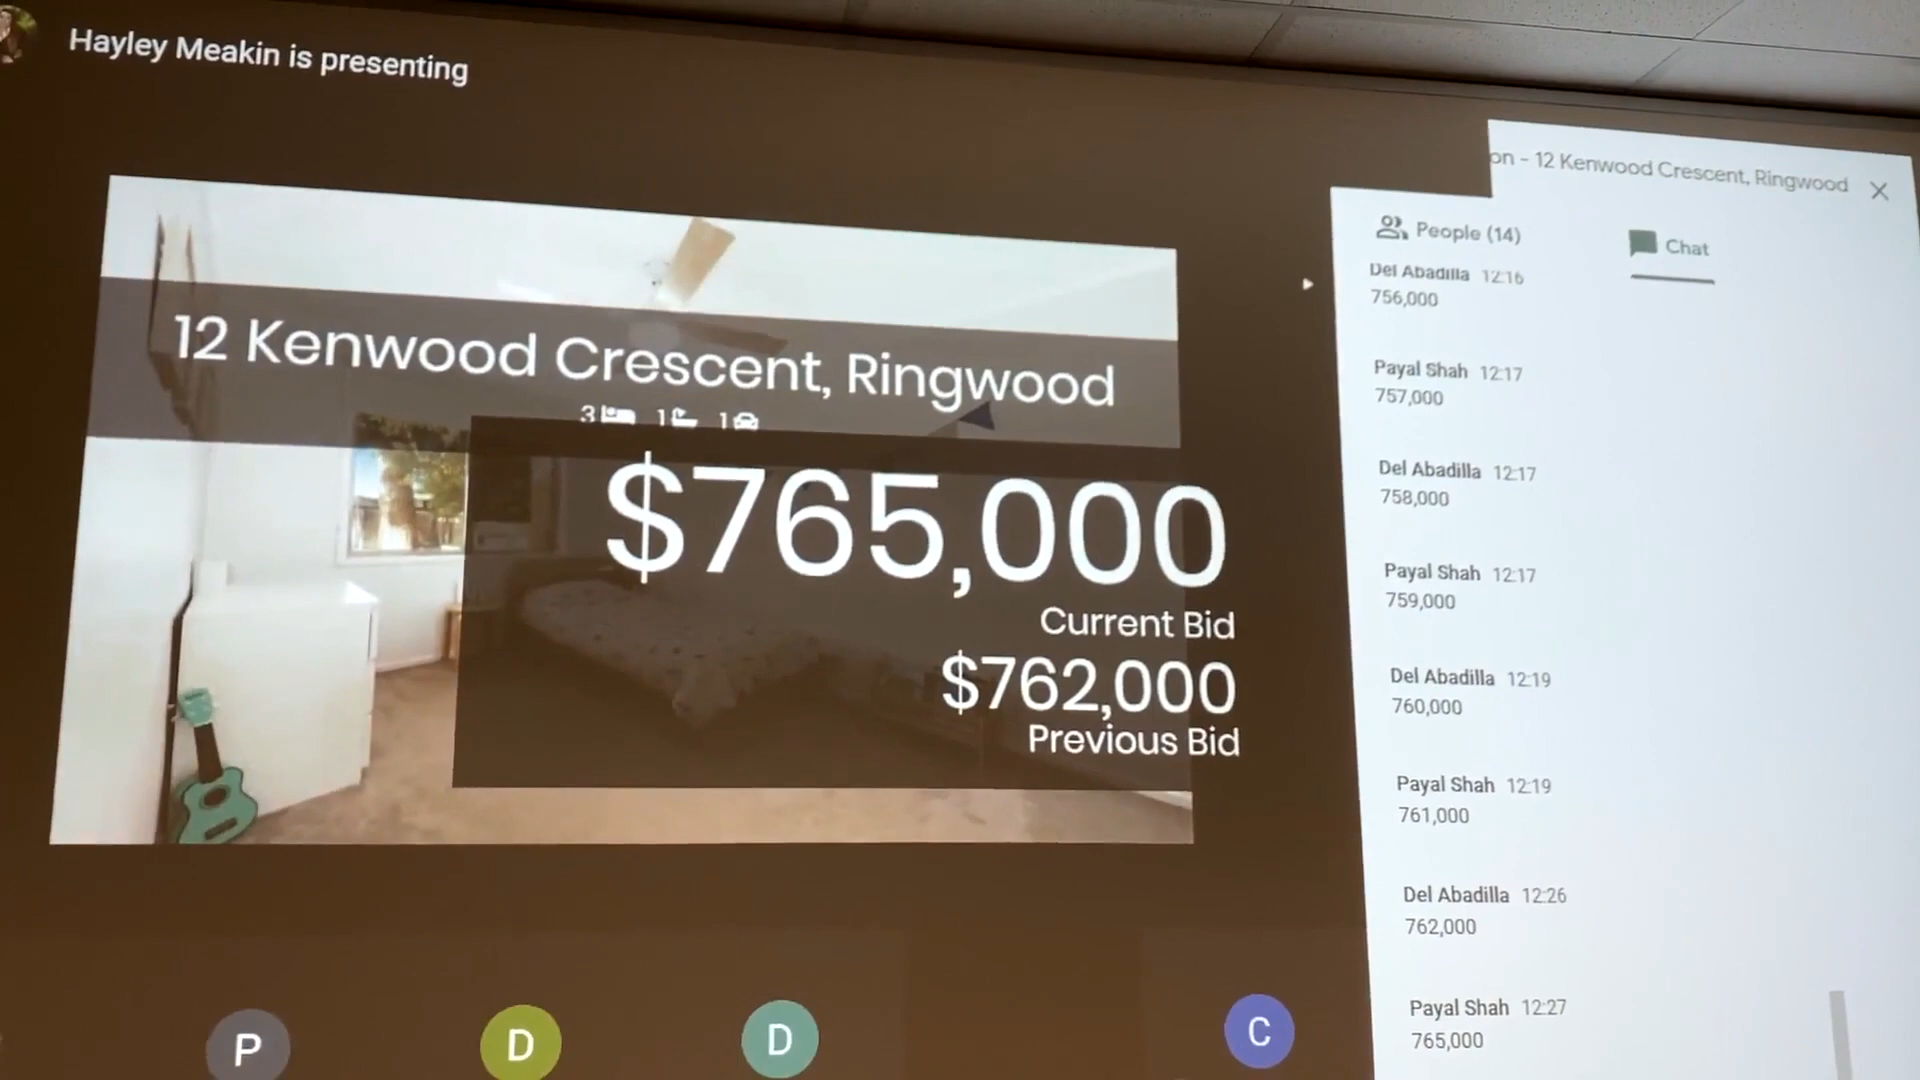 Hayley Meakin is presenting
12 Kenwood Crescent, Ringwood
3 1 1
$765,000
Current Bid
$762,000
Previous Bid
P
D
D
C
on - 12 Kenwood Crescent, Ringwood
People (14)
Chat
Del Abadilla 12:16
756,000
Payal Shah 12:17
757,000
Del Abadilla 12:17
758,000
Payal Shah 12:17
759,000
Del Abadilla 12:19
760,000
Payal Shah 12:19
761,000
Del Abadilla 12:26
762,000
Payal Shah 12:27
765,000